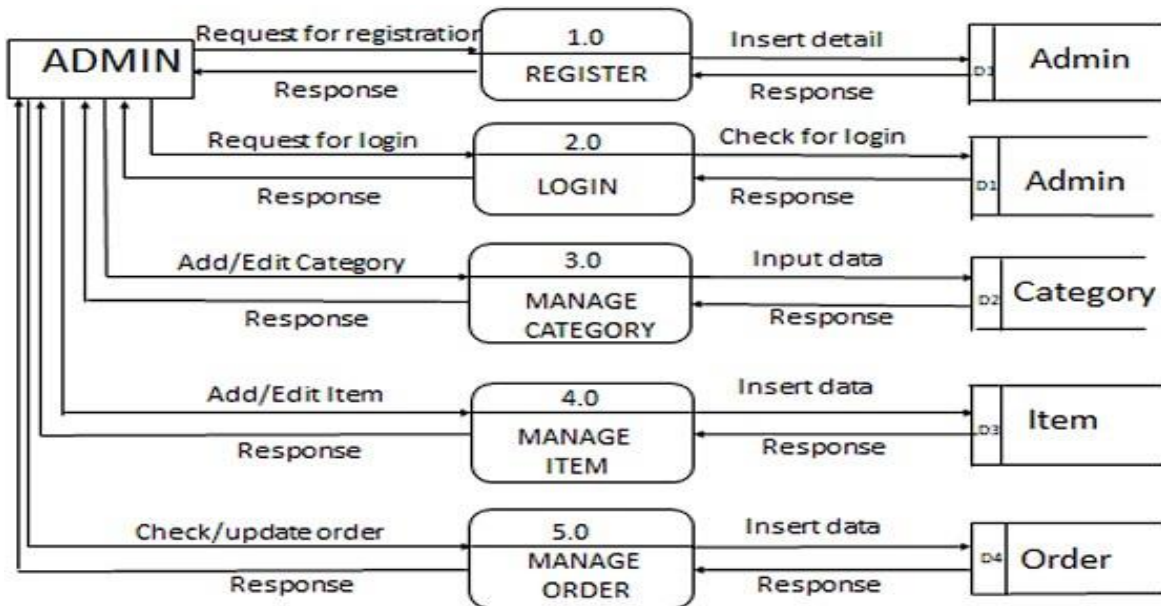 ADMIN
Request for registration
Response
1.0
REGISTER
Insert detail
Response
D1
Admin
Request for login
Response
2.0
LOGIN
Check for login
Response
D1
Admin
Add/Edit Category
Response
3.0
MANAGE
CATEGORY
Input data
Response
D2
Category
Add/Edit Item
Response
4.0
MANAGE
ITEM
Insert data
Response
D3
Item
Check/update order
Response
5.0
MANAGE
ORDER
Insert data
Response
D4
Order